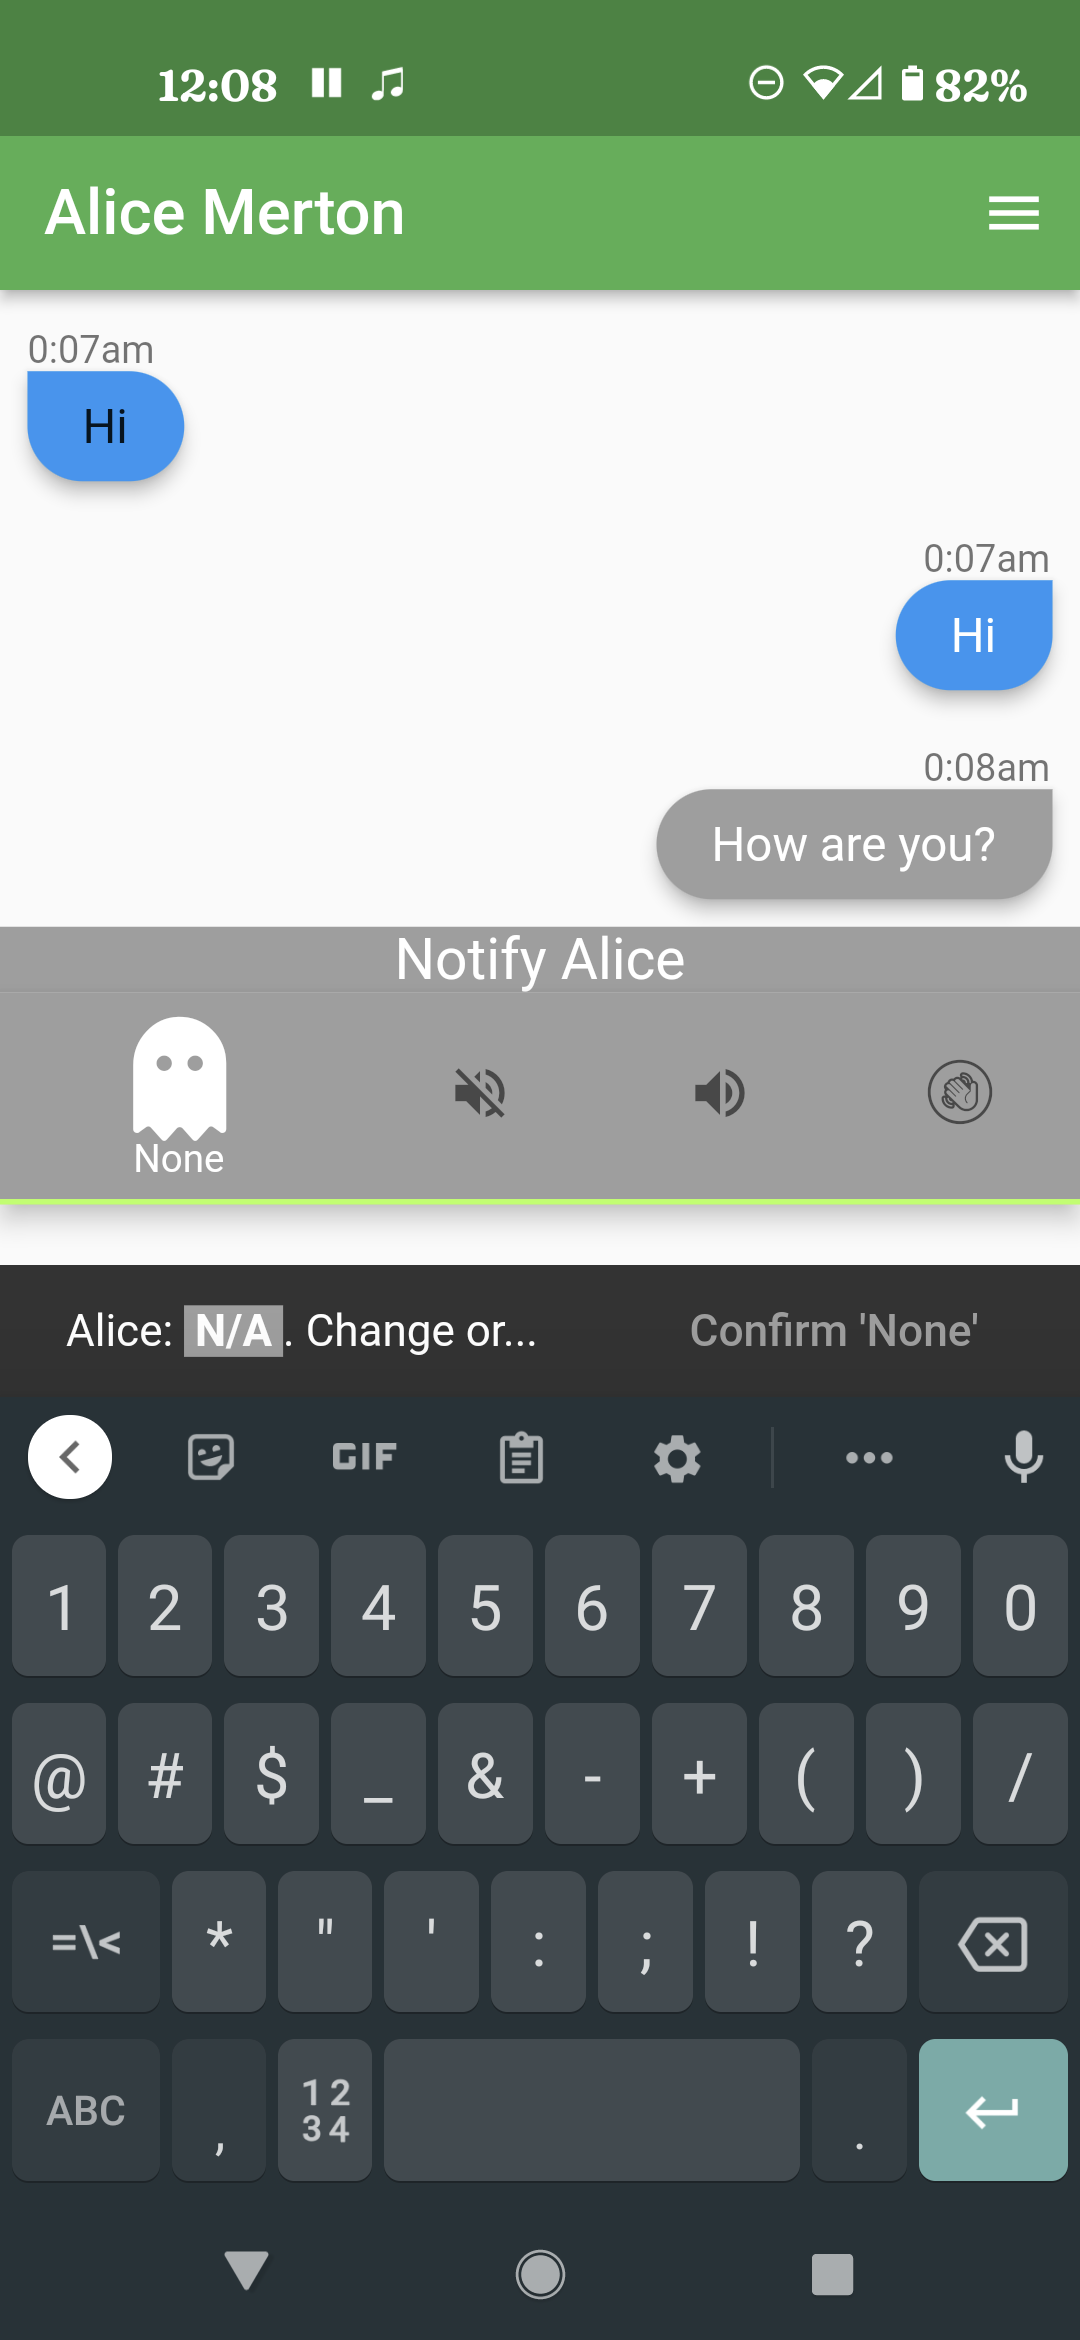 12:08 82%
Alice Merton
0:07am
Hi
0:07am
Hi
0:08am
How are you?
Notify Alice
None
Alice: N/A. Change or... Confirm 'None'
GIF
1 2 3 4 5 6 7 8 9 0
@ # $ _ & - + ( ) /
=\< * " ' : ; ! ?
ABC , 12 .
34